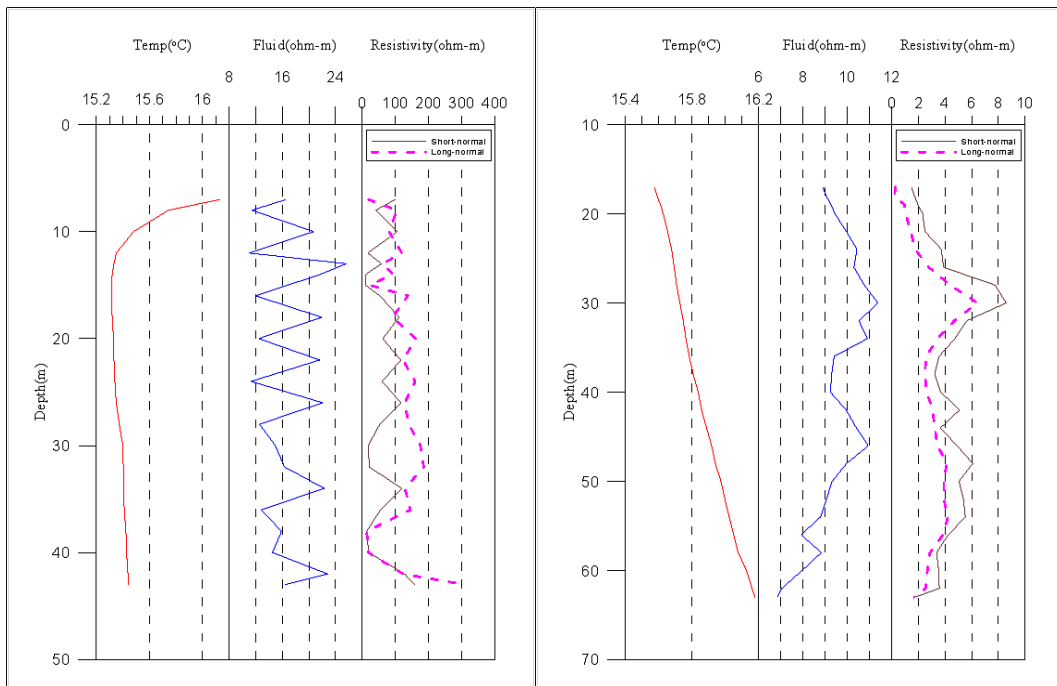 Temp(°C) Fluid(ohm-m) Resistivity(ohm-m)
8 16 24
15.2 15.6 16 0 100 200 300 400
0
Short-normal
Long-normal
10
20
Depth(m)
30
40
50
Temp(°C) Fluid(ohm-m) Resistivity(ohm-m)
6 8 10 12
15.4 15.8 16.2 0 2 4 6 8 10
10
Short-normal
Long-normal
20
30
Depth(m)
40
50
60
70